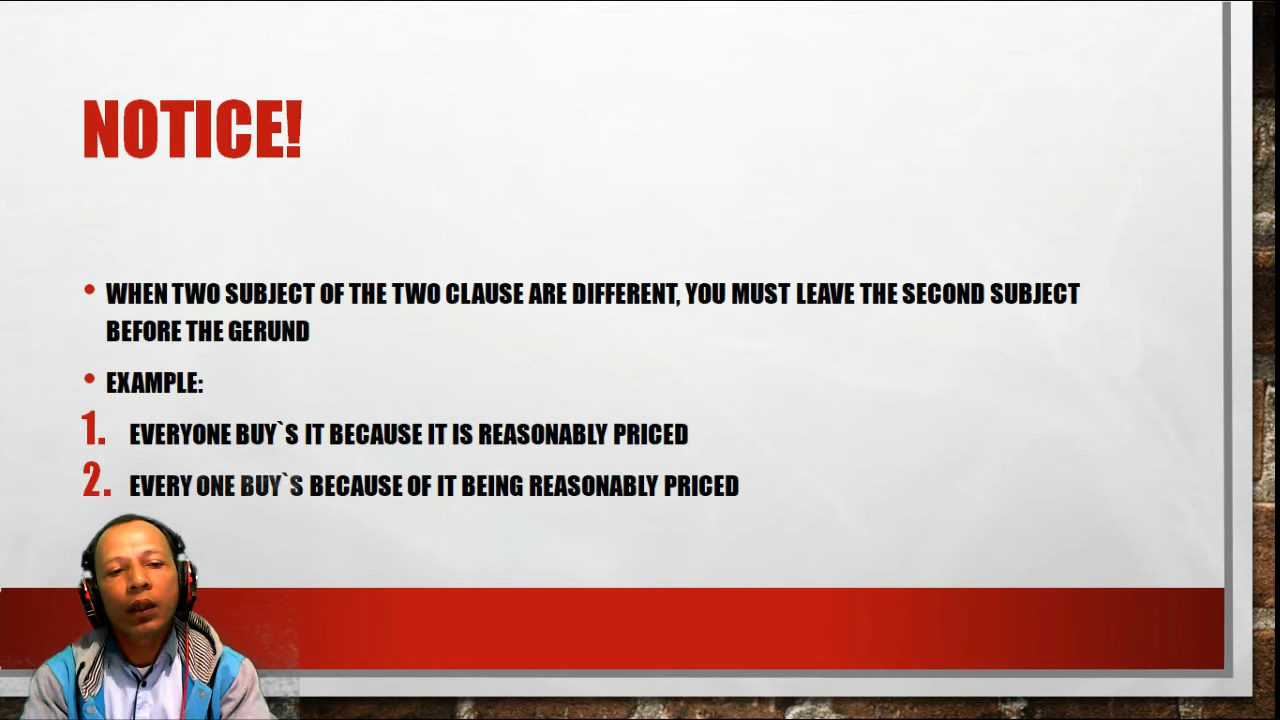 NOTICE!
• WHEN TWO SUBJECT OF THE TWO CLAUSE ARE DIFFERENT, YOU MUST LEAVE THE SECOND SUBJECT
BEFORE THE GERUND
• EXAMPLE:
1. EVERYONE BUY`S IT BECAUSE IT IS REASONABLY PRICED
2. EVERY ONE BUY`S BECAUSE OF IT BEING REASONABLY PRICED